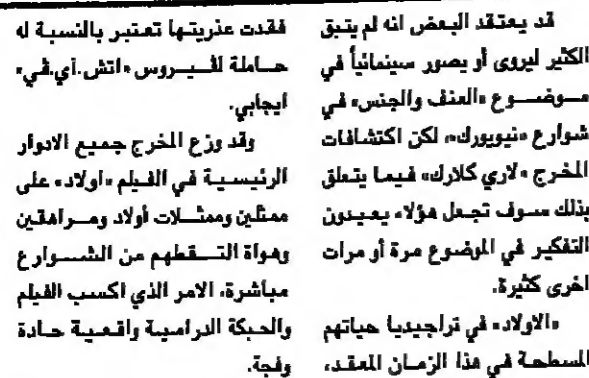 قد يعتقد البعض انه لم يتبق
الكثير ليروى أو يصور سينمائياً في
موضوع «العنف والجنس» في
شوارع «نيويورك»، لكن اكتشافات
المخرج «لاري كلارك» فيما يتعلق
بذلك سوف تجعل هؤلاء يعيدون
التفكير في الموضوع مرة أو مرات
اخرى كثيرة.
«الاولاد» في تراجيديا حياتهم
المسطحة في هذا الزمان المعقد،
فقدت عذريتها تعتبر بالنسبة له
حاملة لفيروس «اتش.آي.في»
ايجابي.
وقد وزع المخرج جميع الادوار
الرئيسية في الفيلم «اولاد» على
ممثلين وممثلات أولاد ومراهقين
وهواة التقطهم من الشوارع
مباشرة، الامر الذي اكسب الفيلم
والحبكة الدرامية واقعية حادة
وفجة.